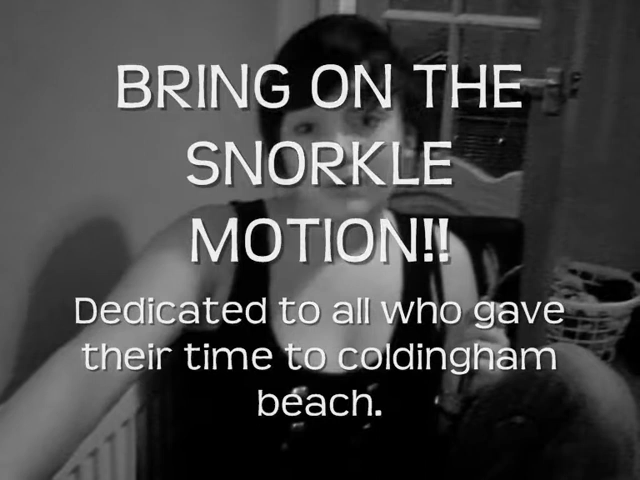 BRING ON THE
SNORKLE
MOTION!!
Dedicated to all who gave
their time to coldingham
beach.